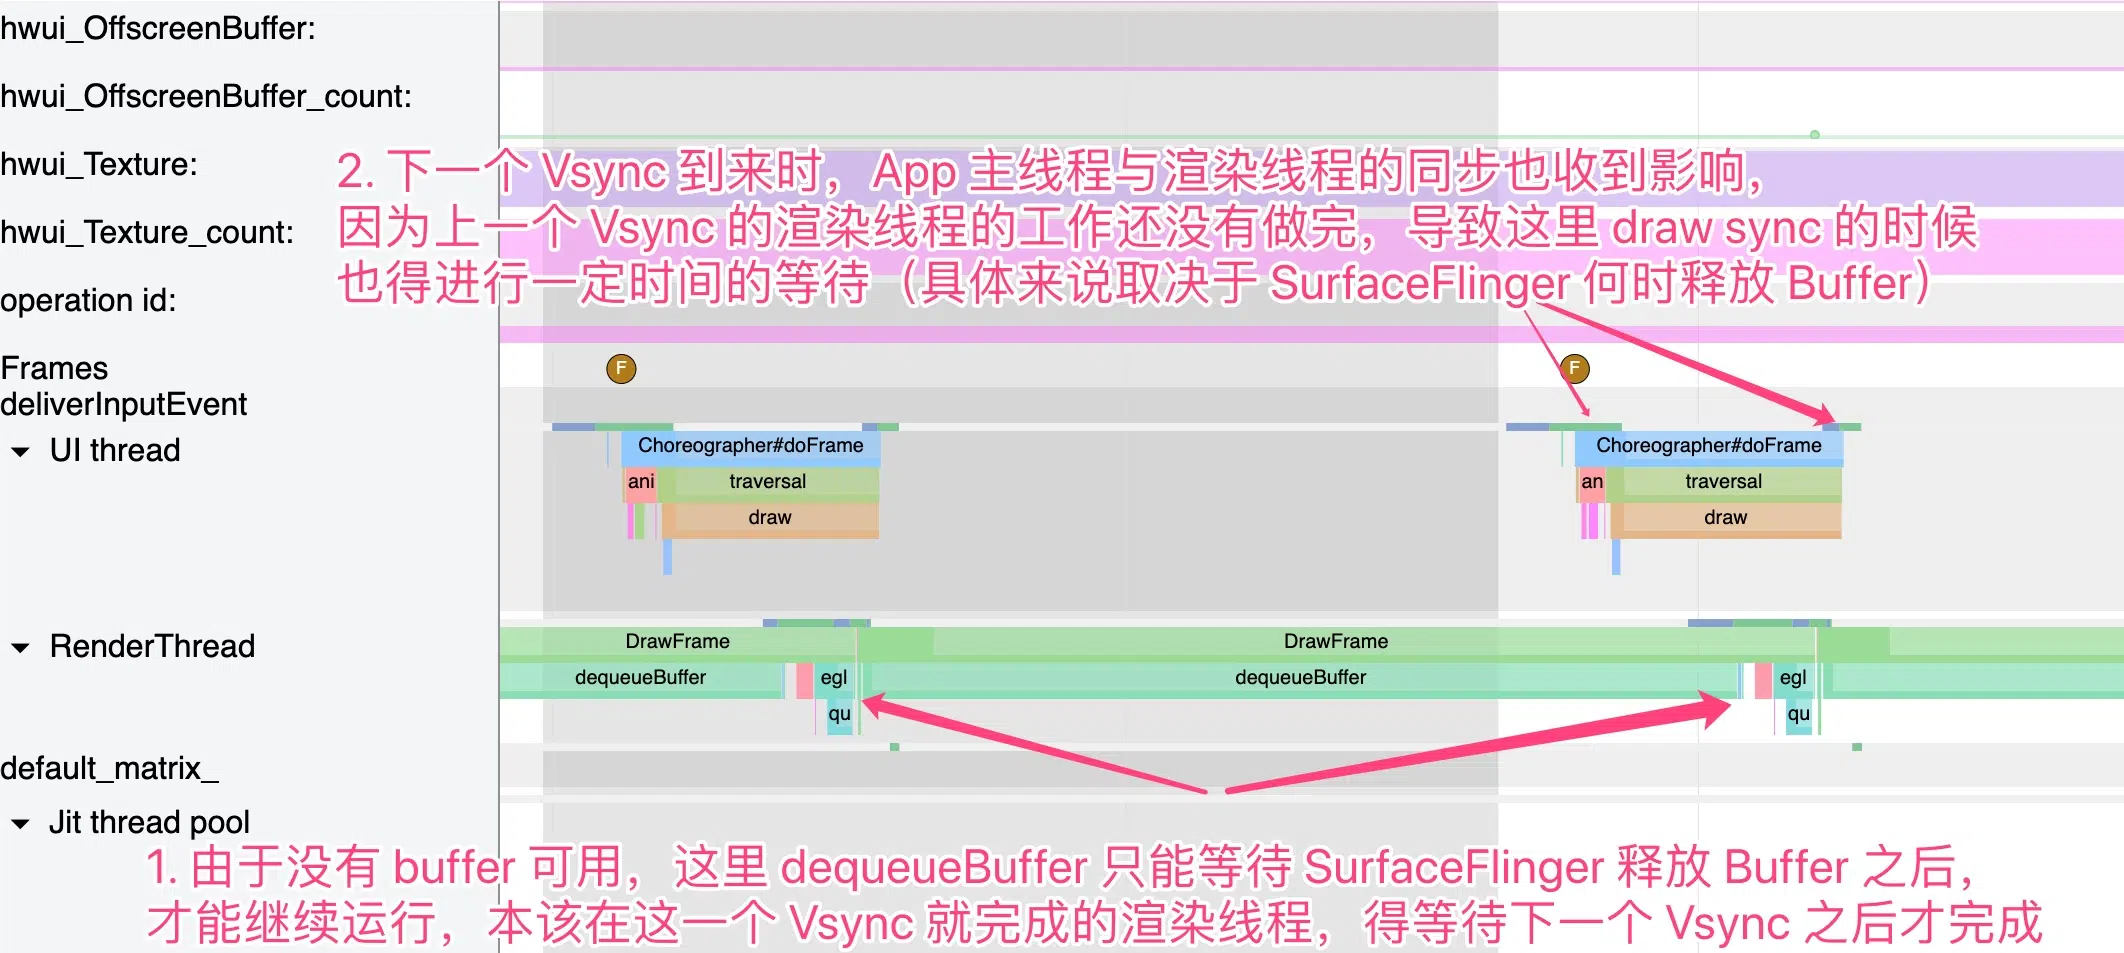 hwui_OffscreenBuffer:
hwui_OffscreenBuffer_count:
hwui_Texture:
2. 下一个 Vsync 到来时，App 主线程与渲染线程的同步也收到影响，
hwui_Texture_count:
因为上一个 Vsync 的渲染线程的工作还没有做完，导致这里 draw sync 的时候
也得进行一定时间的等待（具体来说取决于 SurfaceFlinger 何时释放 Buffer）
operation id:
Frames
F
F
deliverInputEvent
UI thread
Choreographer#doFrame
Choreographer#doFrame
ani
traversal
an
traversal
draw
draw
RenderThread
DrawFrame
DrawFrame
dequeueBuffer
egl
dequeueBuffer
egl
qu
qu
default_matrix_
Jit thread pool
1. 由于没有 buffer 可用，这里 dequeueBuffer 只能等待 SurfaceFlinger 释放 Buffer 之后，
才能继续运行，本该在这一个 Vsync 就完成的渲染线程，得等待下一个 Vsync 之后才完成